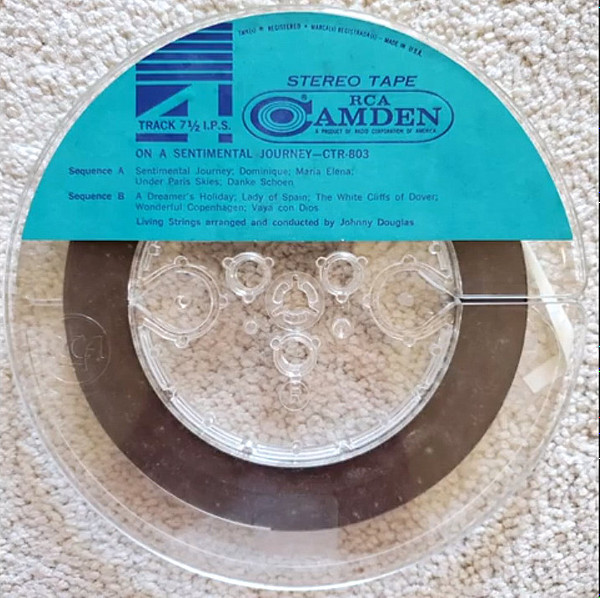 TMK(s) ® REGISTERED • MARCA(s) REGISTRADA(s) - MADE IN U.S.A.
4
TRACK 7½ I.P.S.
STEREO TAPE
RCA
CAMDEN
A PRODUCT OF RADIO CORPORATION OF AMERICA
ON A SENTIMENTAL JOURNEY—CTR-803
Sequence A Sentimental Journey; Dominique; Maria Elena;
Under Paris Skies; Danke Schoen
Sequence B A Dreamer's Holiday; Lady of Spain; The White Cliffs of Dover;
Wonderful Copenhagen; Vaya con Dios
Living Strings arranged and conducted by Johnny Douglas
RCA